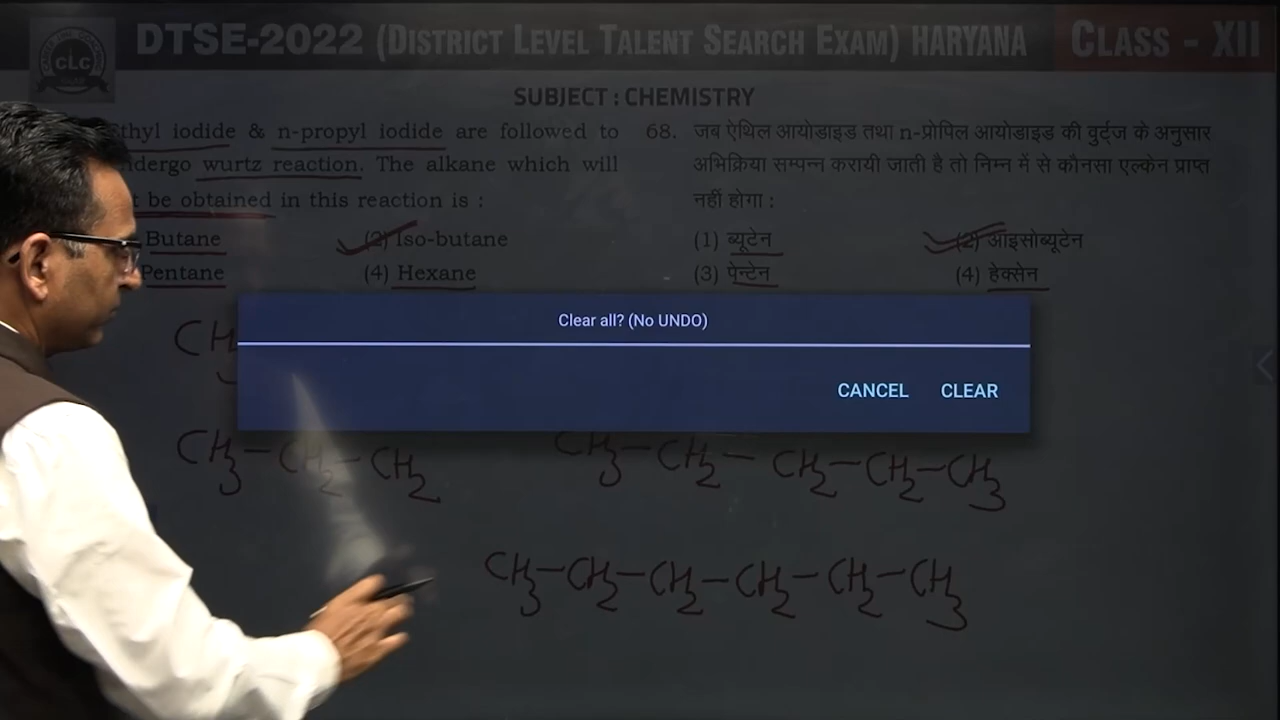 CLC
DTSE-2022 (DISTRICT LEVEL TALENT SEARCH EXAM) HARYANA
CLASS - XII
SUBJECT : CHEMISTRY
thyl iodide & n-propyl iodide are followed to
ndergo wurtz reaction. The alkane which will
t be obtained in this reaction is :
Butane (2) Iso-butane
Pentane (4) Hexane
68. जब ऐथिल आयोडाइड तथा n-प्रोपिल आयोडाइड की वुर्ट्ज के अनुसार
अभिक्रिया सम्पन्न करायी जाती है तो निम्न में से कौनसा एल्केन प्राप्त
नहीं होगा :
(1) ब्यूटेन (2) आइसोब्यूटेन
(3) पेन्टेन (4) हेक्सेन
Clear all? (No UNDO)
CANCEL CLEAR
CH
CH3-CH2-CH2
CH3-CH2-CH2-CH2-CH3
CH3-CH2-CH2-CH2-CH2-CH3